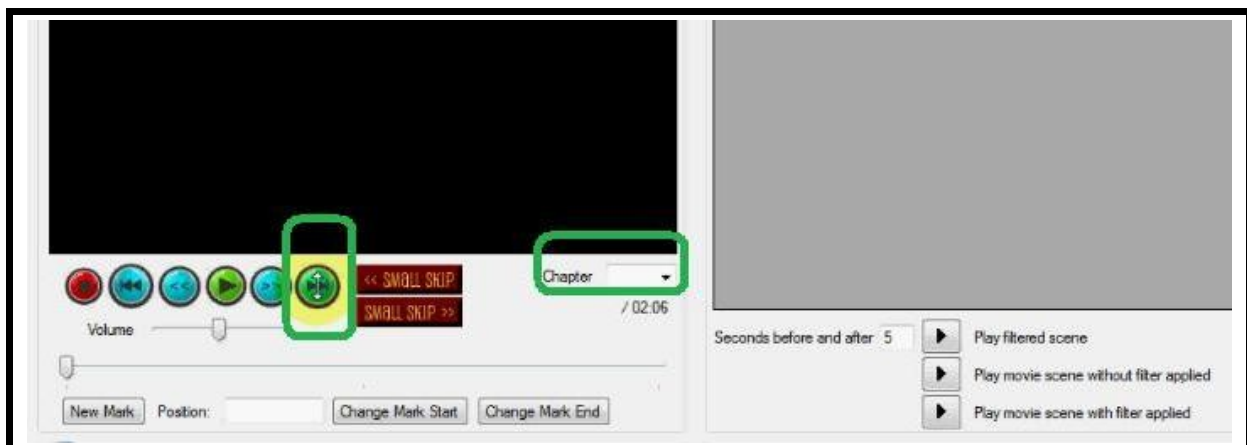 << SMALL SKIP
Chapter
SMALL SKIP >>
/ 02:06
Volume
New Mark Position: Change Mark Start Change Mark End
Seconds before and after 5 Play filtered scene
Play movie scene without filter applied
Play movie scene with filter applied